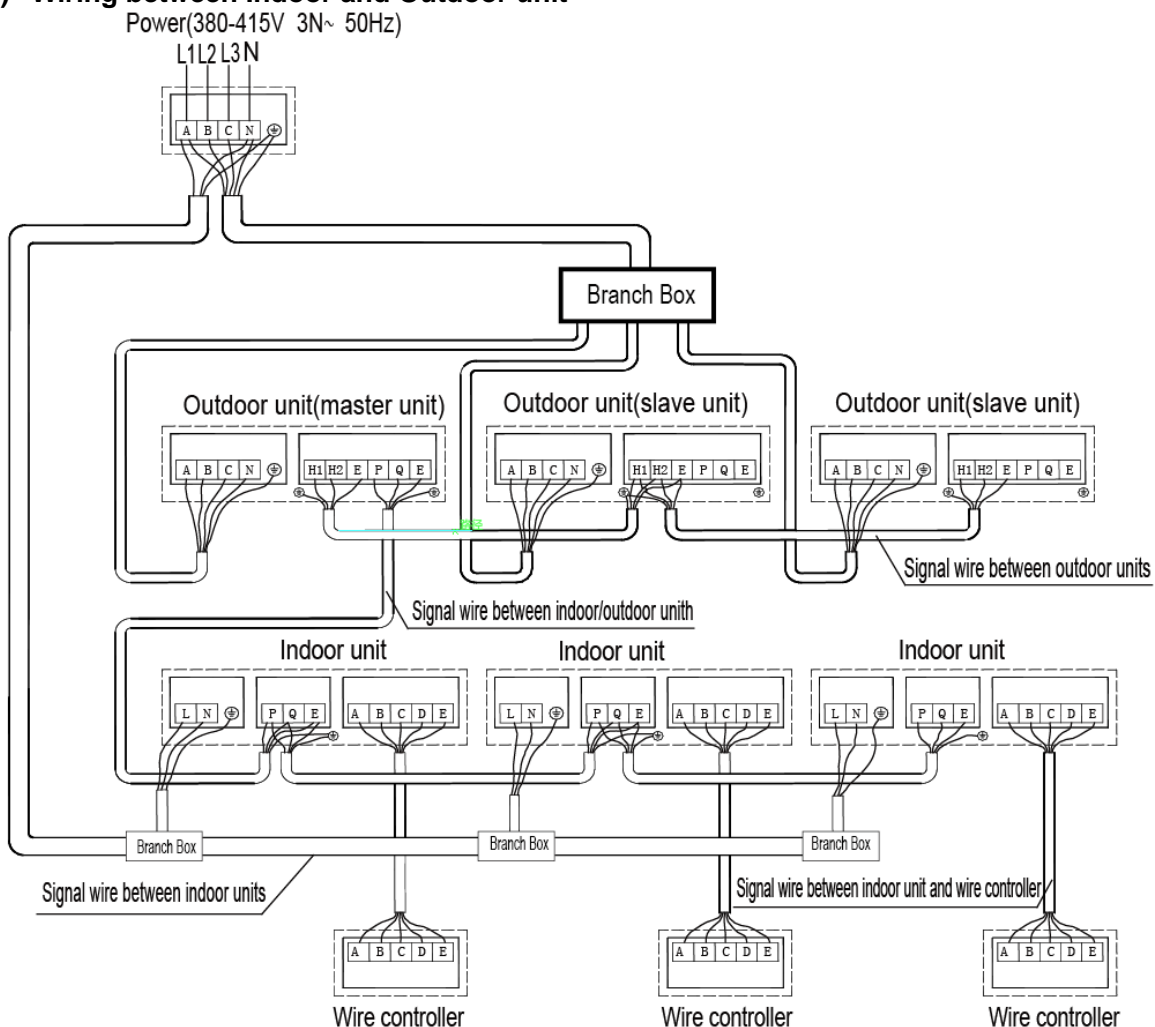 Wiring between Indoor and Outdoor unit
Power(380-415V 3N~ 50Hz)
L1 L2 L3 N
A B C N
Branch Box
Outdoor unit(master unit)
Outdoor unit(slave unit)
Outdoor unit(slave unit)
A B C N
H1 H2 E P Q E
A B C N
H1 H2 E P Q E
A B C N
H1 H2 E P Q E
Signal wire between outdoor units
Signal wire between indoor/outdoor unith
Indoor unit
Indoor unit
Indoor unit
L N
P Q E
A B C D E
L N
P Q E
A B C D E
L N
P Q E
A B C D E
Branch Box
Branch Box
Branch Box
Signal wire between indoor units
Signal wire between indoor unit and wire controller
A B C D E
A B C D E
A B C D E
Wire controller
Wire controller
Wire controller